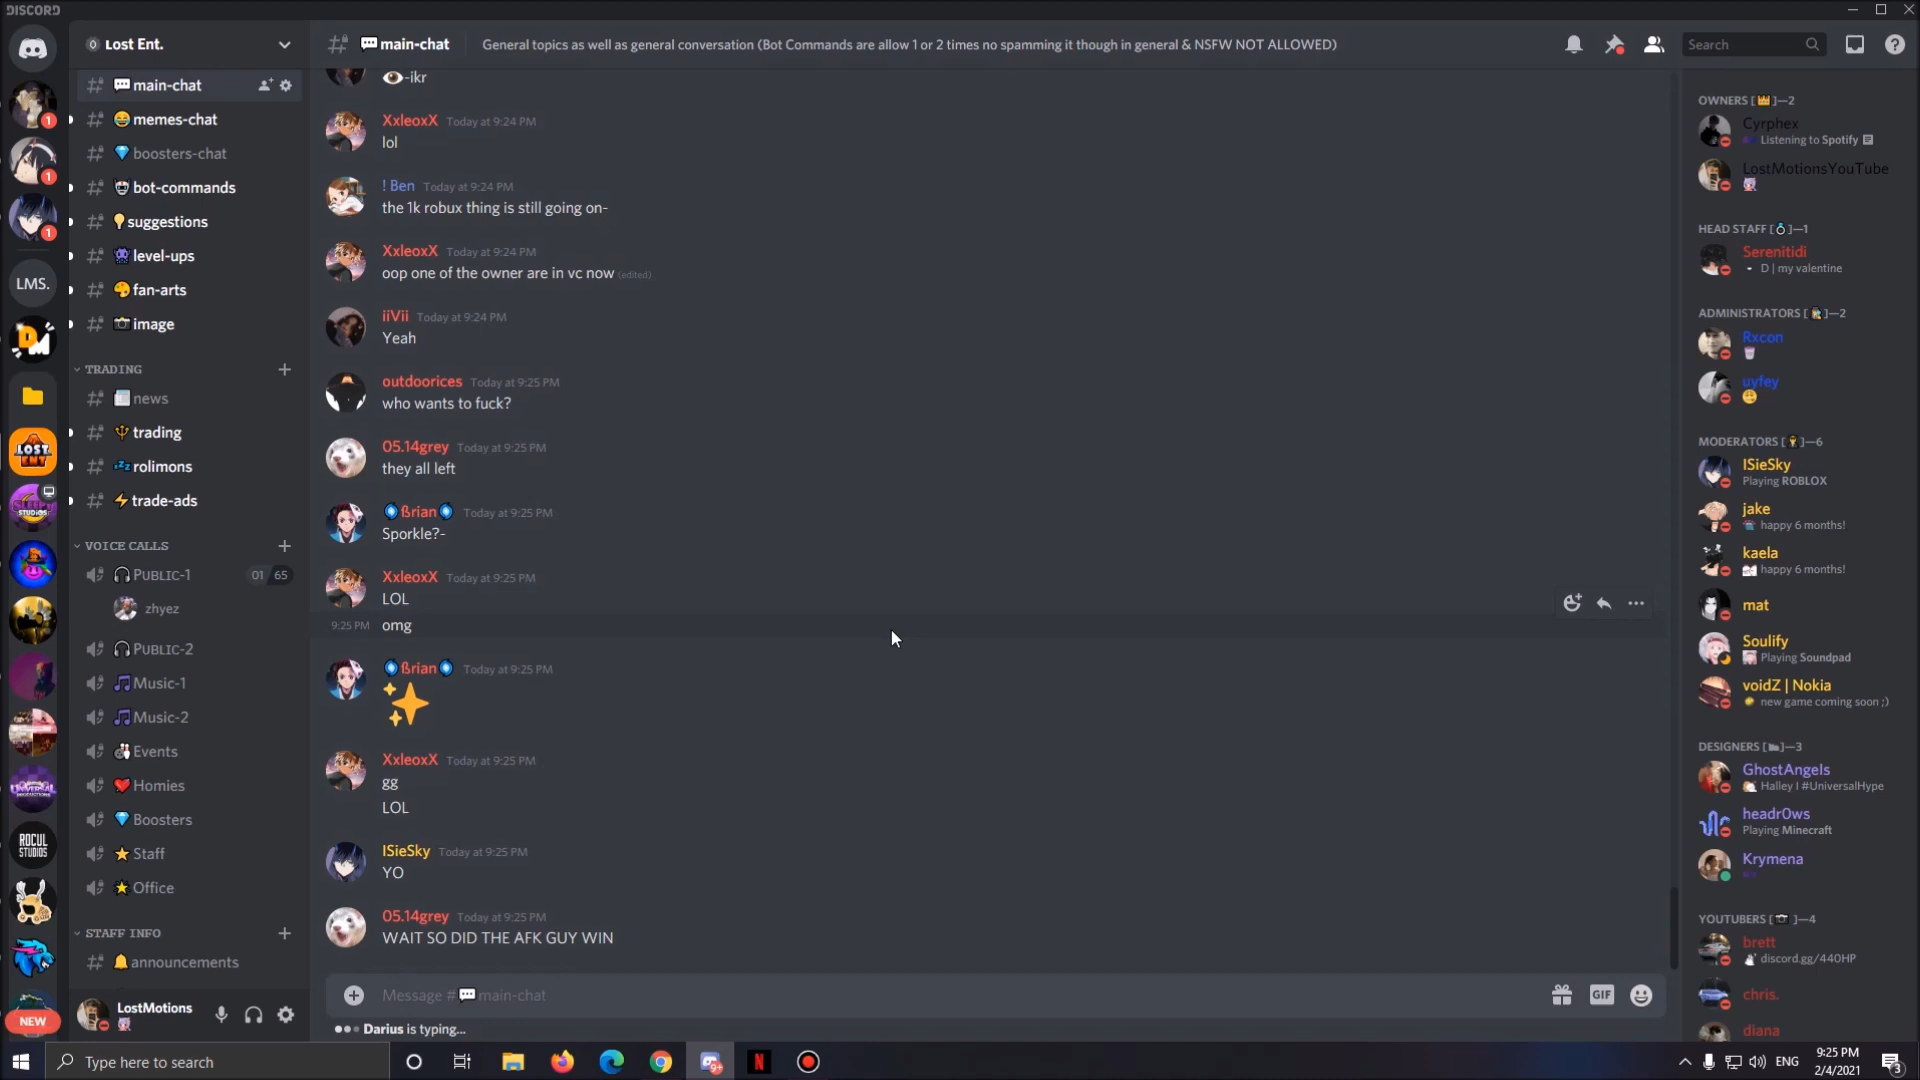 DISCORD
Lost Ent.
main-chat
General topics as well as general conversation (Bot Commands are allow 1 or 2 times no spamming it though in general & NSFW NOT ALLOWED)
Search
main-chat
memes-chat
boosters-chat
bot-commands
suggestions
level-ups
fan-arts
image
TRADING
news
trading
rolimons
trade-ads
VOICE CALLS
PUBLIC-1
01 65
zhyez
PUBLIC-2
Music-1
Music-2
Events
Homies
Boosters
Staff
Office
STAFF INFO
announcements
LostMotions
1
1
1
LMS.
DM
LOST ENT
SLEEPY STUDIOS
UNIVERSAL
ROCUL STUDIOS
NEW
-ikr
XxleoxX Today at 9:24 PM
lol
! Ben Today at 9:24 PM
the 1k robux thing is still going on-
XxleoxX Today at 9:24 PM
oop one of the owner are in vc now (edited)
iiVii Today at 9:24 PM
Yeah
outdoorices Today at 9:25 PM
who wants to fuck?
05.14grey Today at 9:25 PM
they all left
ßrian Today at 9:25 PM
Sporkle?-
XxleoxX Today at 9:25 PM
LOL
9:25 PM omg
ßrian Today at 9:25 PM
XxleoxX Today at 9:25 PM
gg
LOL
ISieSky Today at 9:25 PM
YO
05.14grey Today at 9:25 PM
WAIT SO DID THE AFK GUY WIN
Message # main-chat
GIF
Darius is typing...
OWNERS [ ]—2
Cyrphex
Listening to Spotify
LostMotionsYouTube
HEAD STAFF [ ]—1
Serenitidi
D | my valentine
ADMINISTRATORS [ ]—2
Rxcon
uyfey
MODERATORS [ ]—6
ISieSky
Playing ROBLOX
jake
happy 6 months!
kaela
happy 6 months!
mat
Soulify
Playing Soundpad
voidZ | Nokia
new game coming soon ;)
DESIGNERS [ ]—3
GhostAngels
Halley | #UniversalHype
headr0ws
Playing Minecraft
Krymena
YOUTUBERS [ ]—4
brett
discord.gg/440HP
chris.
diana
Type here to search
9+
N
ENG
9:25 PM
2/4/2021
3